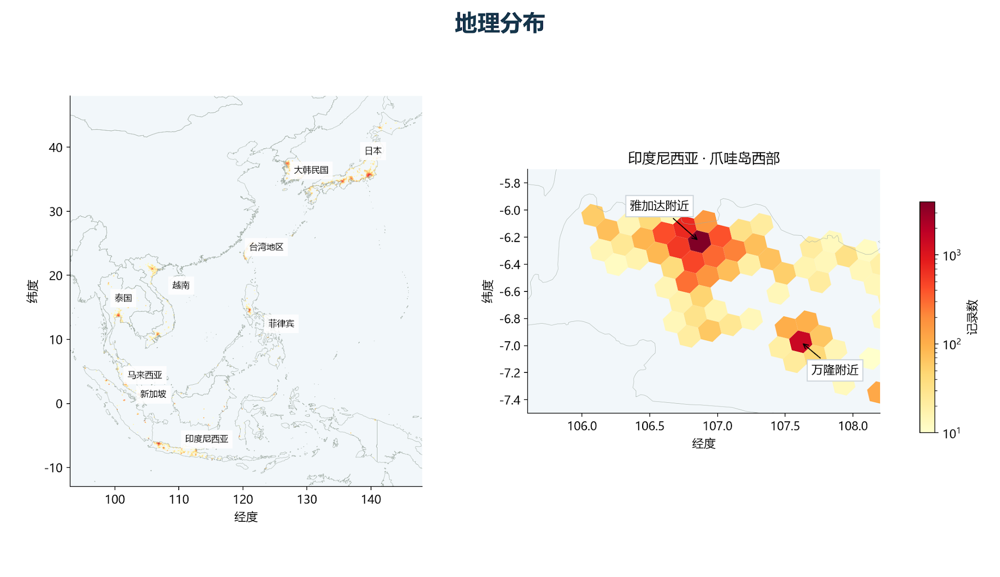 地理分布
40
30
20
10
0
-10
纬度
100 110 120 130 140
经度
日本
大韩民国
台湾地区
越南
泰国
菲律宾
马来西亚
新加坡
印度尼西亚
印度尼西亚 · 爪哇岛西部
-5.8
-6.0
-6.2
-6.4
-6.6
-6.8
-7.0
-7.2
-7.4
纬度
106.0 106.5 107.0 107.5 108.0
经度
雅加达附近
万隆附近
10³
10²
10¹
记录数